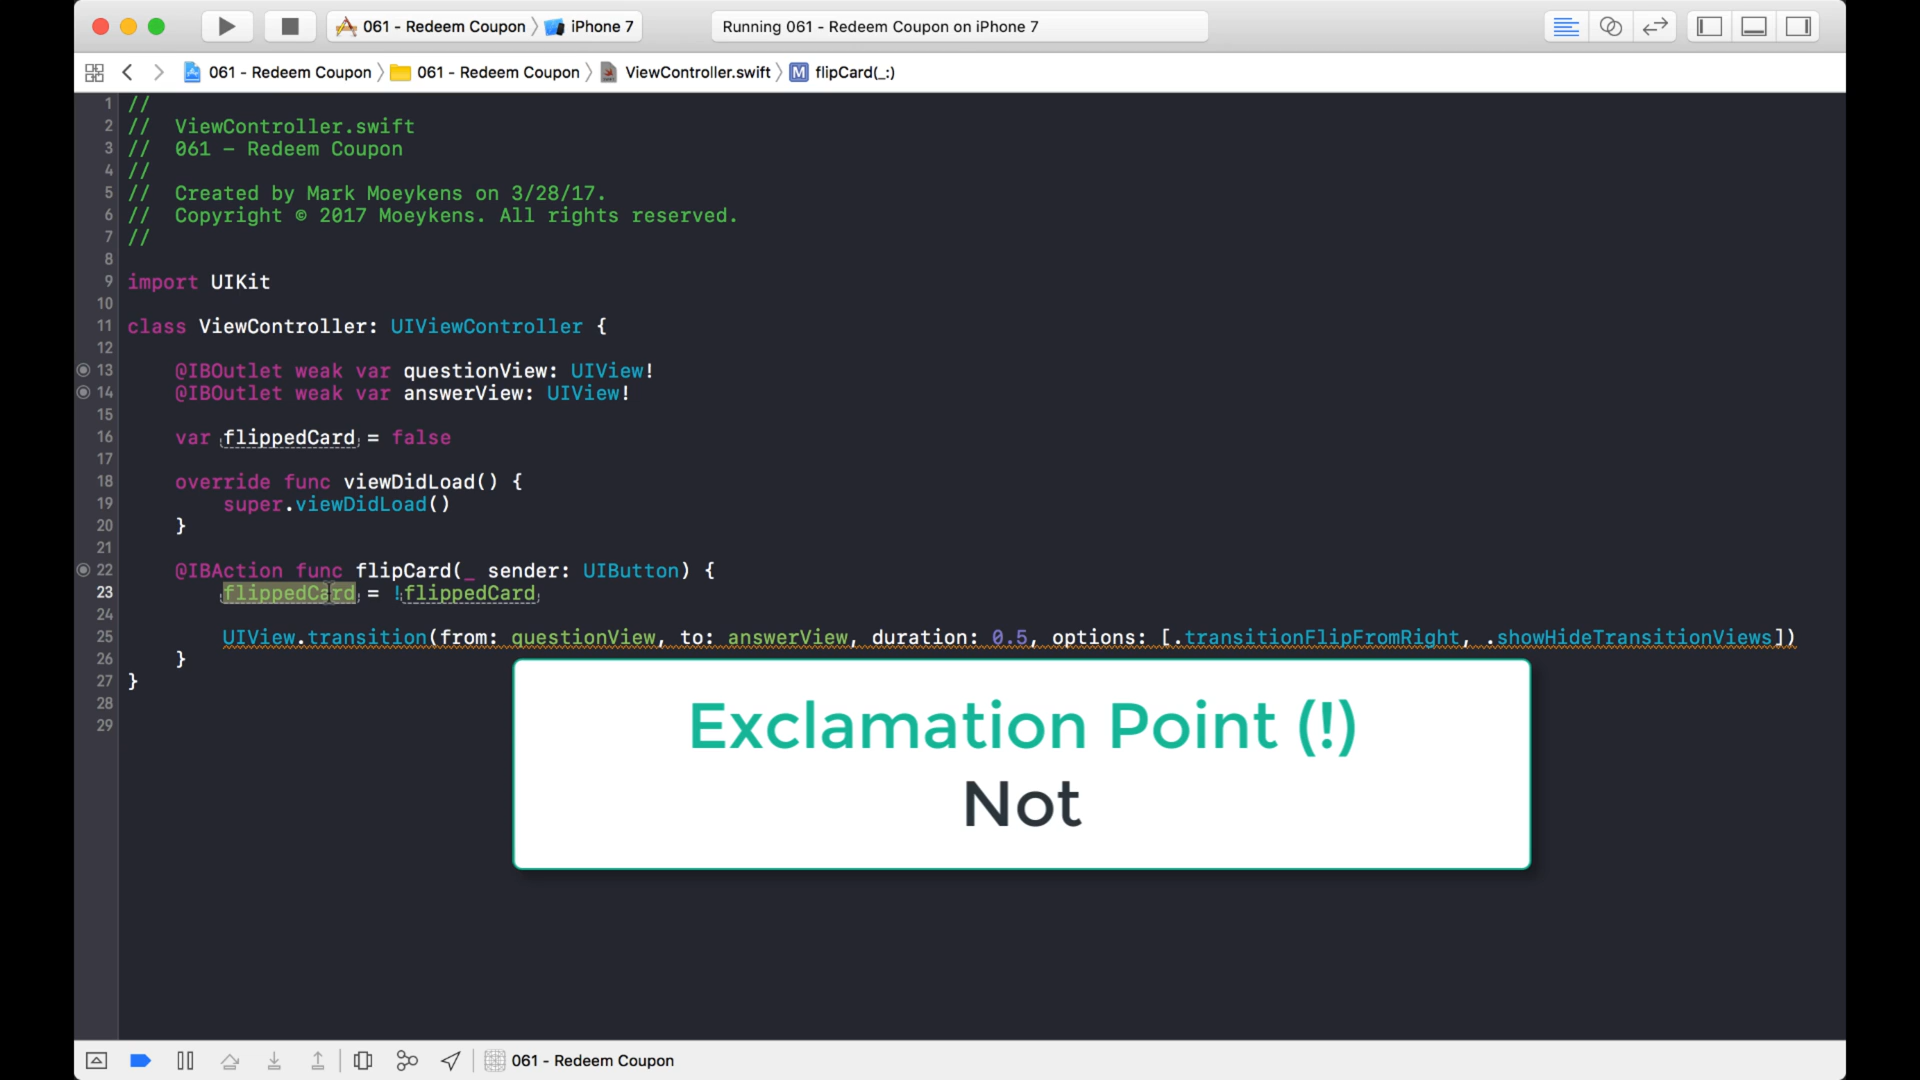 061 - Redeem Coupon 〉 iPhone 7
Running 061 - Redeem Coupon on iPhone 7
061 - Redeem Coupon 〉 061 - Redeem Coupon 〉 ViewController.swift 〉 M flipCard(_:)
1 //
2 //  ViewController.swift
3 //  061 - Redeem Coupon
4 //
5 //  Created by Mark Moeykens on 3/28/17.
6 //  Copyright © 2017 Moeykens. All rights reserved.
7 //
8
9 import UIKit
10
11 class ViewController: UIViewController {
12
13     @IBOutlet weak var questionView: UIView!
14     @IBOutlet weak var answerView: UIView!
15
16     var flippedCard = false
17
18     override func viewDidLoad() {
19         super.viewDidLoad()
20     }
21
22     @IBAction func flipCard(_ sender: UIButton) {
23         flippedCard = !flippedCard
24
25         UIView.transition(from: questionView, to: answerView, duration: 0.5, options: [.transitionFlipFromRight, .showHideTransitionViews])
26     }
27 }
28
29
Exclamation Point (!)
Not
061 - Redeem Coupon